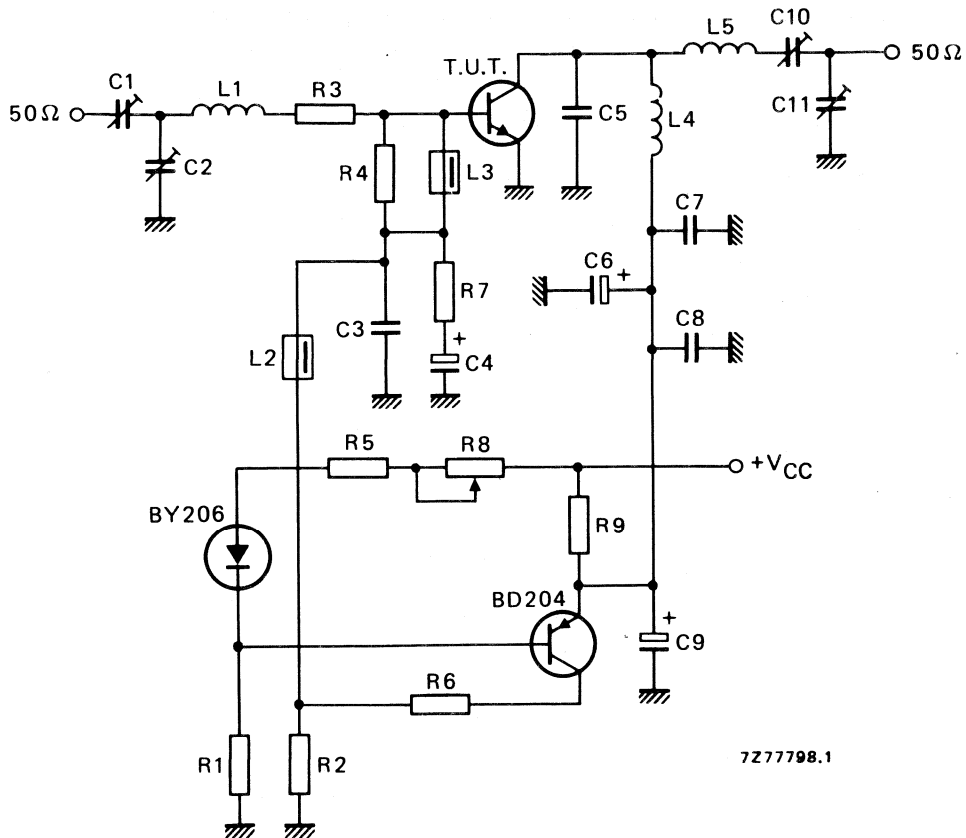 C10
L5
50Ω
T.U.T.
C1
L1
R3
C11
C5
L4
50Ω
C2
R4
L3
C7
C6
+
R7
C3
C8
+
L2
C4
R5
R8
+VCC
R9
BY206
BD204
+
C9
R6
R1
R2
7Z77798.1